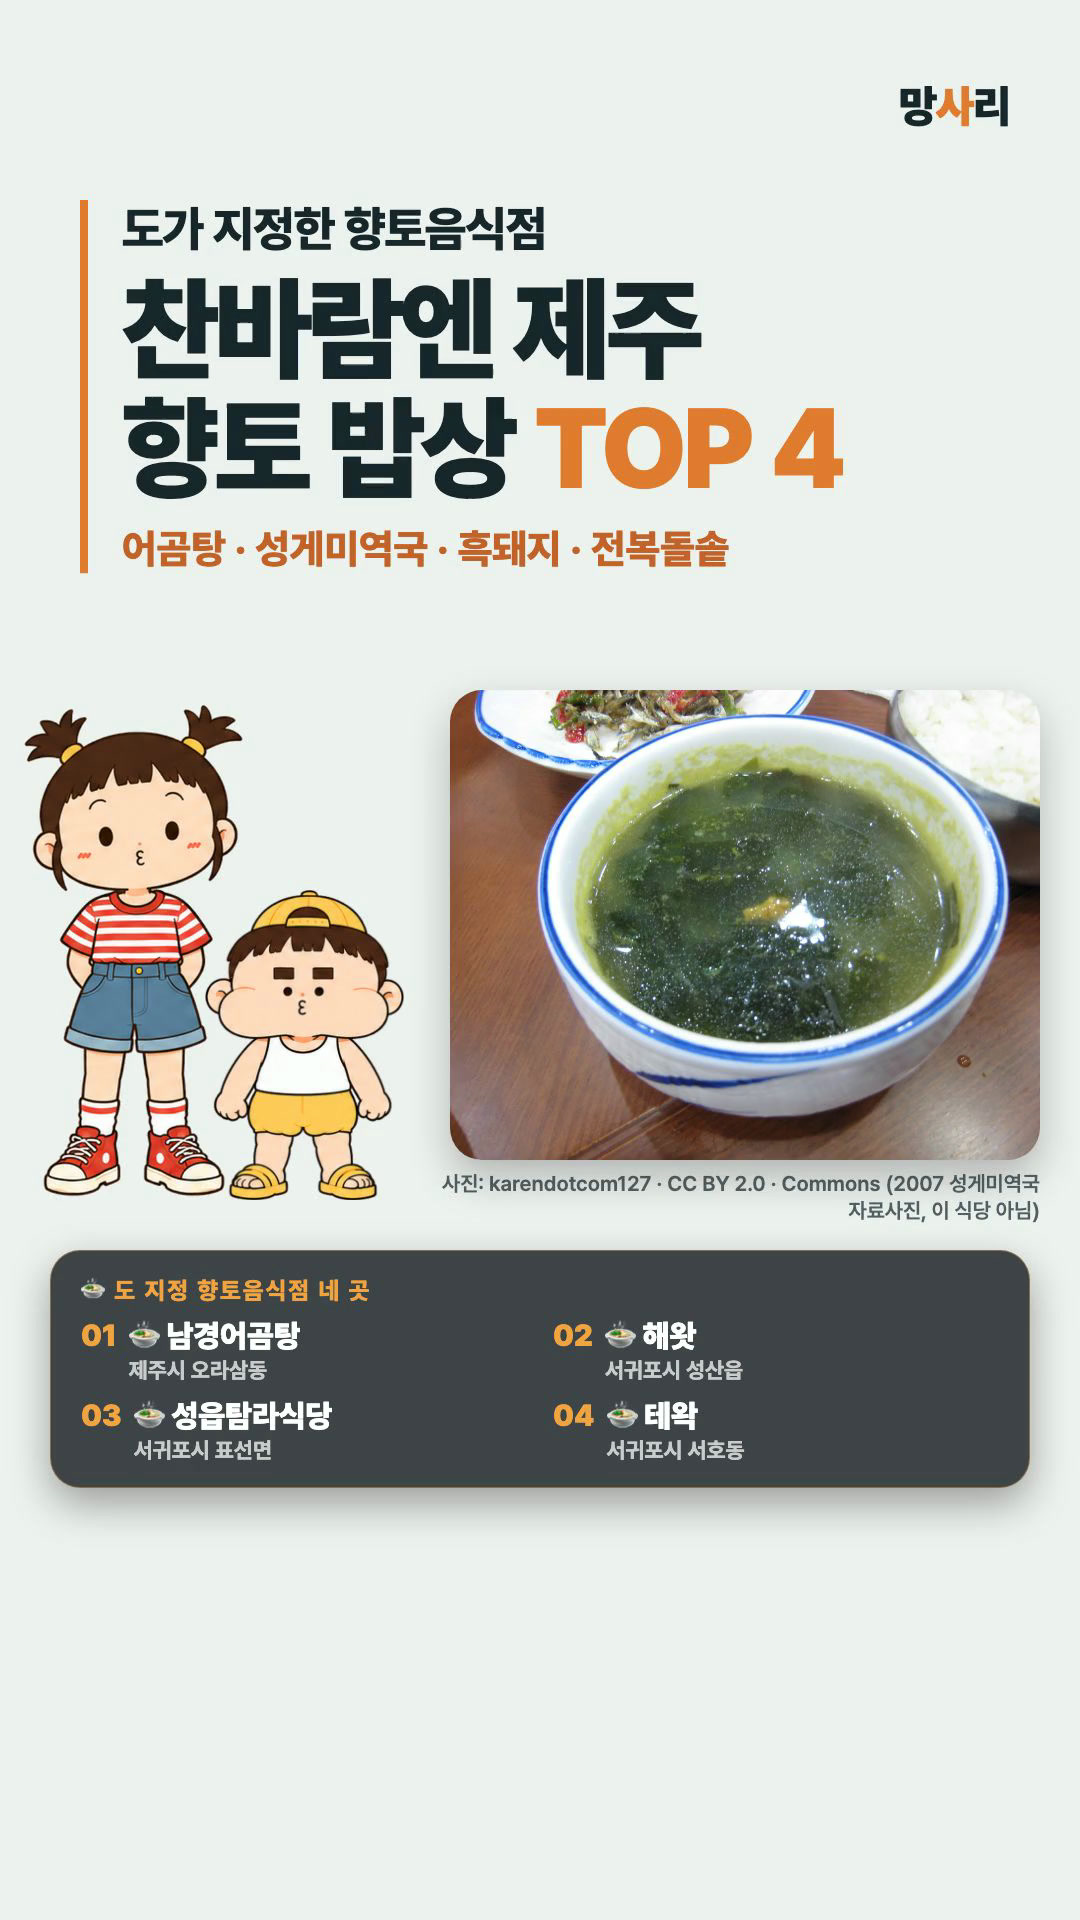 망사리
도가 지정한 향토음식점
찬바람엔 제주
향토 밥상 TOP 4
어곰탕 · 성게미역국 · 흑돼지 · 전복돌솥
사진: karendotcom127 · CC BY 2.0 · Commons (2007 성게미역국
자료사진, 이 식당 아님)
도 지정 향토음식점 네 곳
01 남경어곰탕
제주시 오라삼동
02 해왓
서귀포시 성산읍
03 성읍탐라식당
서귀포시 표선면
04 테왁
서귀포시 서호동